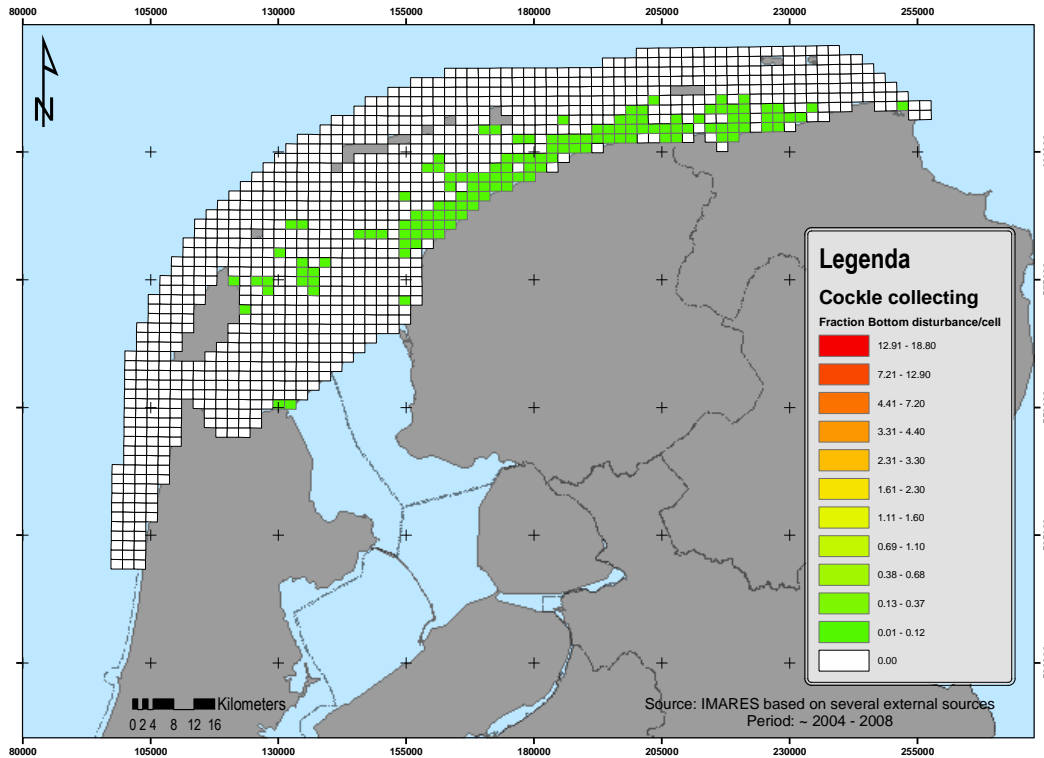 80000 105000 130000 155000 180000 205000 230000 255000
N
Legenda
Cockle collecting
Fraction Bottom disturbance/cell
12.91 - 18.80
7.21 - 12.90
4.41 - 7.20
3.31 - 4.40
2.31 - 3.30
1.61 - 2.30
1.11 - 1.60
0.69 - 1.10
0.38 - 0.68
0.13 - 0.37
0.01 - 0.12
0.00
Kilometers
0 2 4 8 12 16
Source: IMARES based on several external sources
Period: ~ 2004 - 2008
80000 105000 130000 155000 180000 205000 230000 255000